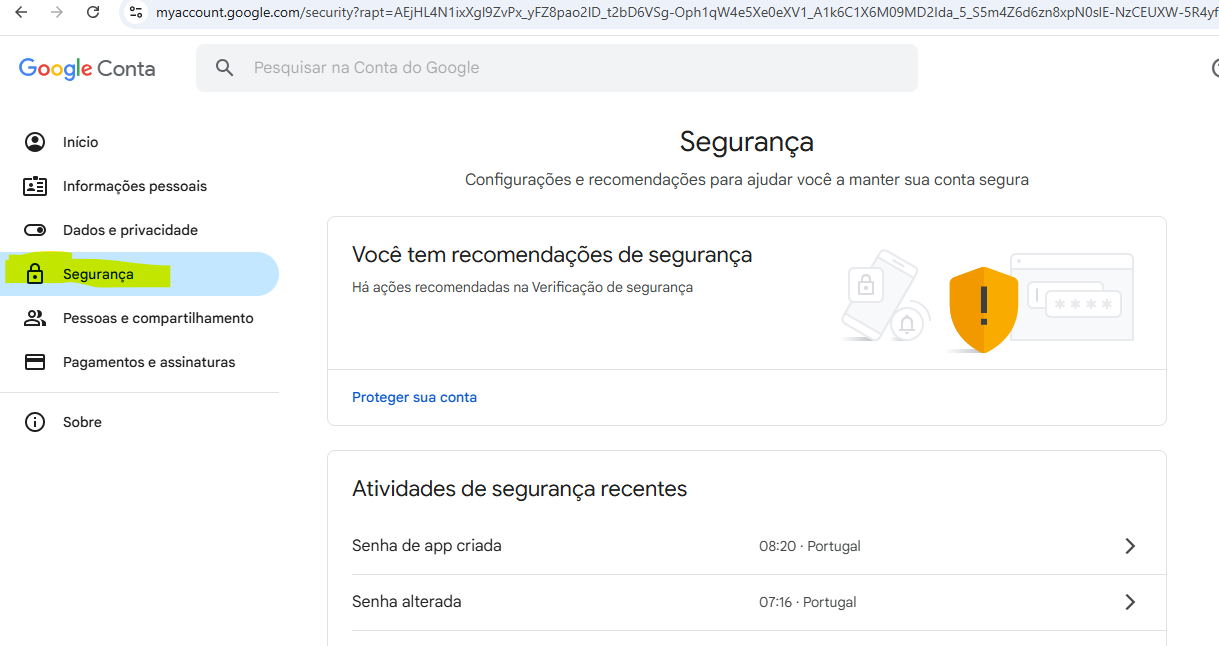 myaccount.google.com/security?rapt=AEjHL4N1ixXgI9ZvPx_yFZ8pao2ID_t2bD6VSg-Oph1qW4e5Xe0eXV1_A1k6C1X6M09MD2Ida_5_S5m4Z6d6zn8xpN0slE-NzCEUXW-5R4yf
Google Conta
Pesquisar na Conta do Google
Início
Informações pessoais
Dados e privacidade
Segurança
Pessoas e compartilhamento
Pagamentos e assinaturas
Sobre
Segurança
Configurações e recomendações para ajudar você a manter sua conta segura
Você tem recomendações de segurança
Há ações recomendadas na Verificação de segurança
Proteger sua conta
Atividades de segurança recentes
Senha de app criada 08:20 · Portugal
Senha alterada 07:16 · Portugal